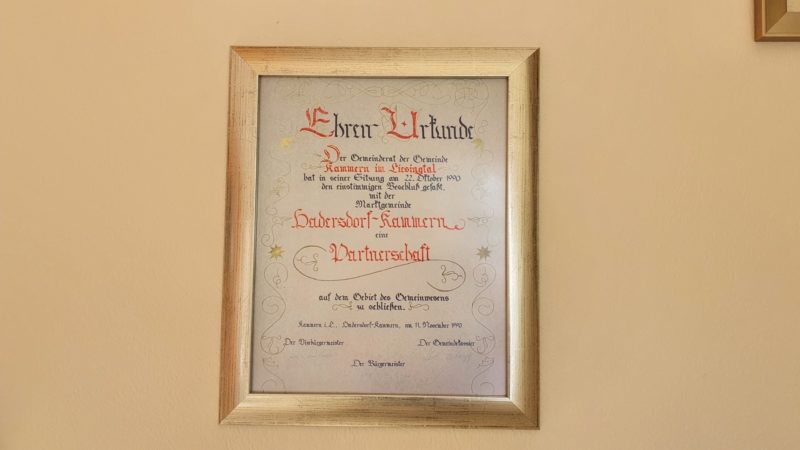 Ehren-Urkunde
Der Gemeinderat der Gemeinde
Kammern im Liesingtal
hat in seiner Sitzung am 22. Oktober 1990
den einstimmigen Beschluß gefaßt,
mit der
Marktgemeinde
Hadersdorf-Kammern
eine
Partnerschaft
auf dem Gebiet des Gemeinwesens
zu schließen.
Kammern i. L., Hadersdorf-Kammern, am 11. November 1990
Der Vizebürgermeister Der Gemeindekassier
Der Bürgermeister